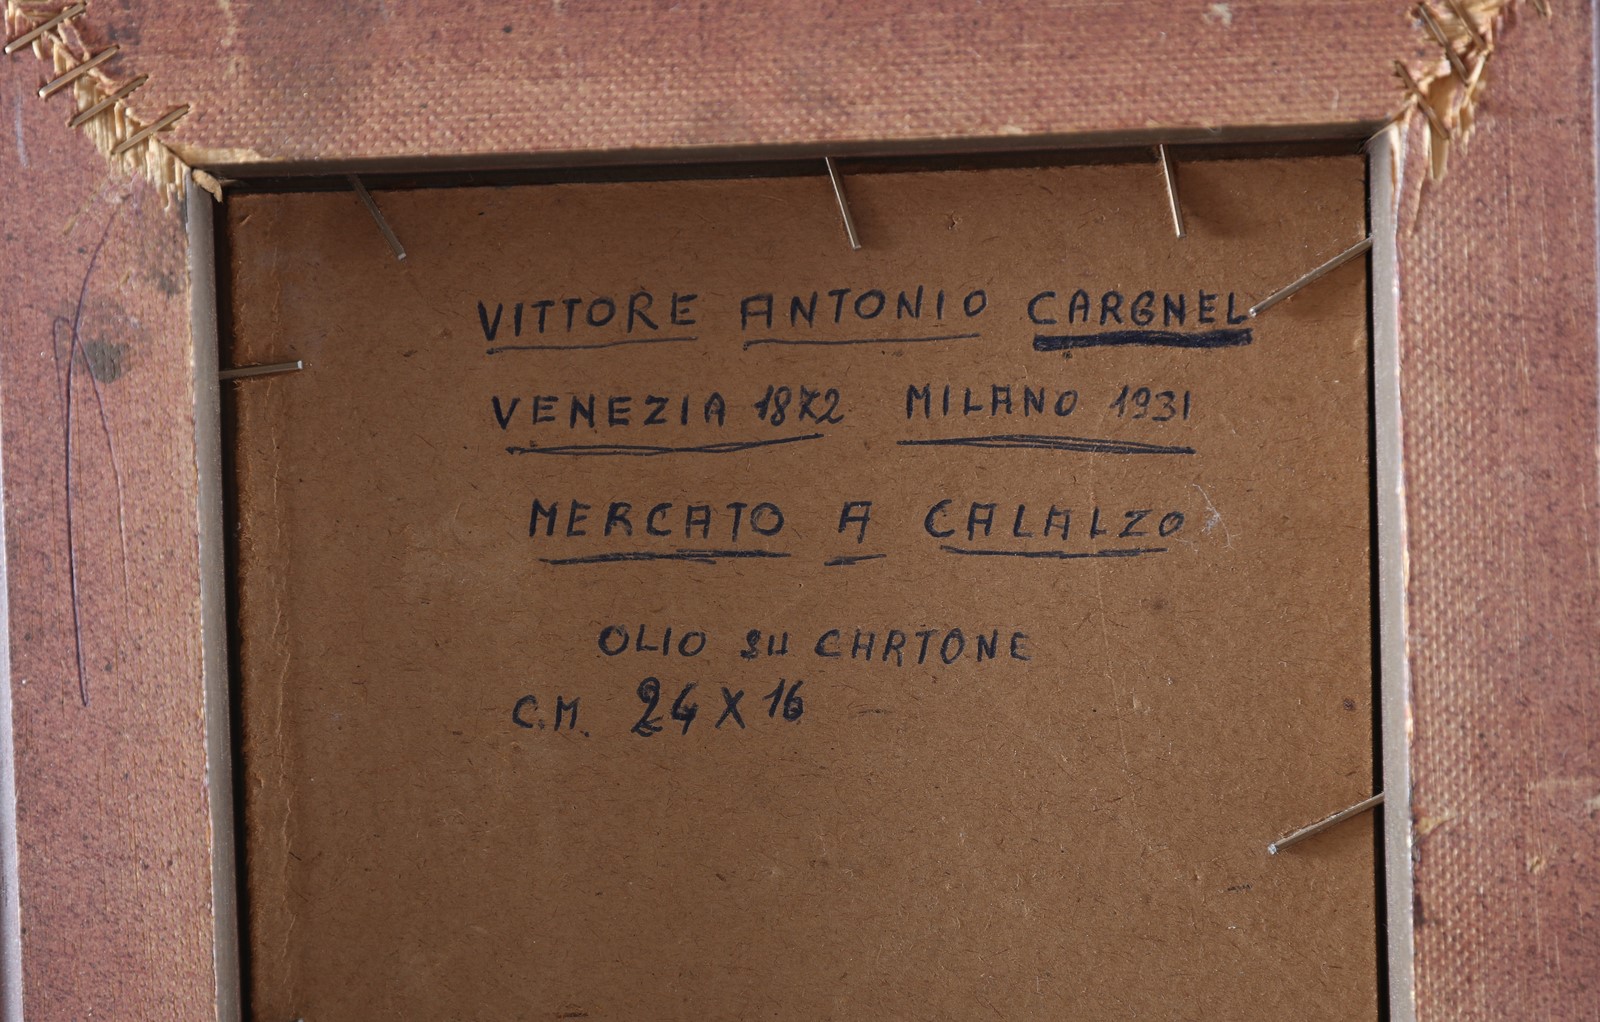 VITTORE ANTONIO CARGNEL
VENEZIA 1872 MILANO 1931
MERCATO A CALALZO
OLIO SU CARTONE
C.M. 24 X 16